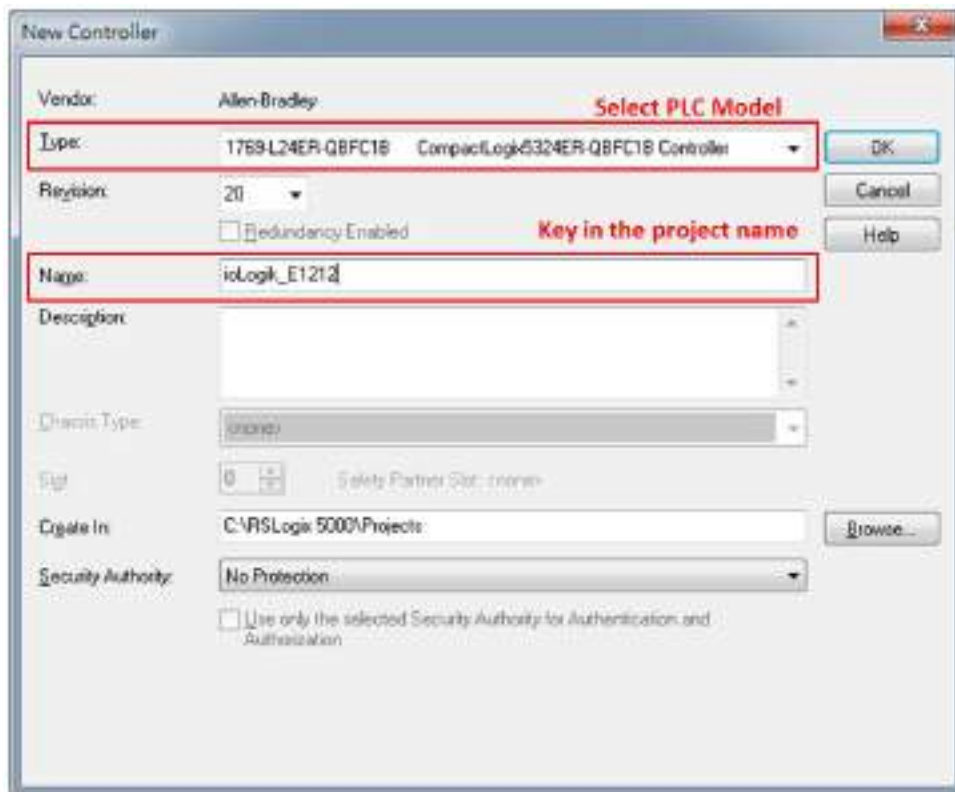 New Controller
Vendor: Allen-Bradley
Select PLC Model
Type: 1769-L24ER-QBFC1B CompactLogix5324ER-QBFC1B Controller OK
Revision: 20 Cancel
Redundancy Enabled Key in the project name Help
Name: ioLogik_E1212
Description:
Chassis Type: <none>
Slot 0 Safety Partner Slot: <none>
Create In: C:\RSLogix 5000\Projects Browse...
Security Authority: No Protection
Use only the selected Security Authority for Authentication and
Authorization